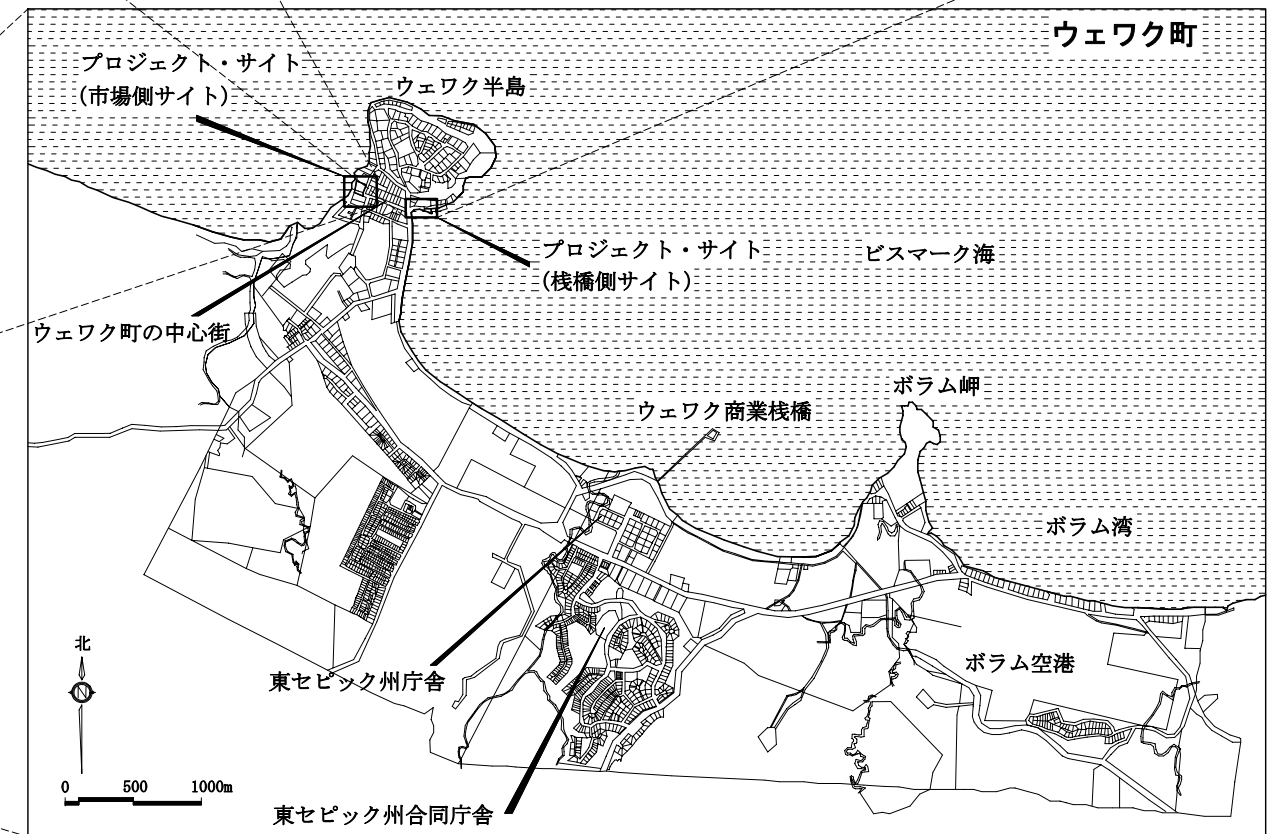 ウェワク町
プロジェクト・サイト
(市場側サイト)
ウェワク半島
プロジェクト・サイト
(桟橋側サイト)
ビスマーク海
ウェワク町の中心街
ボラム岬
ウェワク商業桟橋
ボラム湾
北
N
東セピック州庁舎
ボラム空港
0 500 1000m
東セピック州合同庁舎